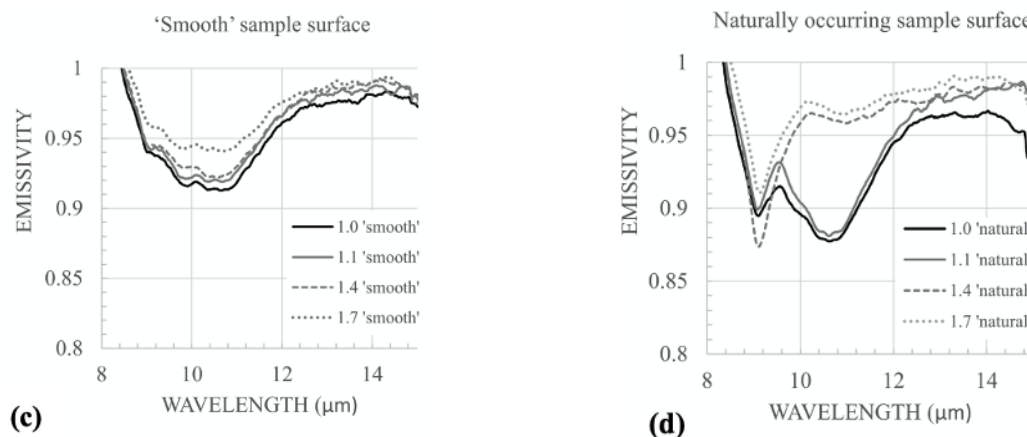 'Smooth' sample surface
1
0.95
0.9
0.85
0.8
EMISSIVITY
1.0 'smooth'
1.1 'smooth'
1.4 'smooth'
1.7 'smooth'
8 10 12 14
WAVELENGTH (μm)
(c)
Naturally occurring sample surface
1
0.95
0.9
0.85
0.8
EMISSIVITY
1.0 'natural
1.1 'natural
1.4 'natural
1.7 'natural
8 10 12 14
WAVELENGTH (μm)
(d)